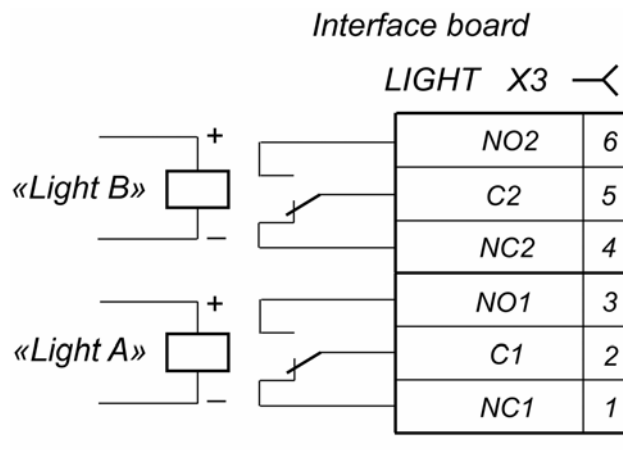 Interface board
LIGHT X3
NO2 6
+
«Light B»
C2 5
–
NC2 4
+
NO1 3
«Light A»
C1 2
–
NC1 1